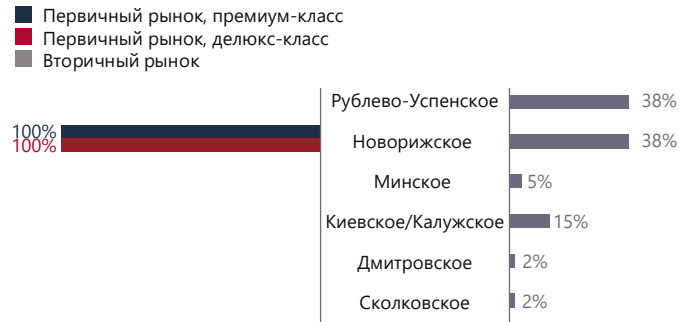 Первичный рынок, премиум-класс
Первичный рынок, делюкс-класс
Вторичный рынок
Рублево-Успенское 38%
100%
100%
Новорижское 38%
Минское 5%
Киевское/Калужское 15%
Дмитровское 2%
Сколковское 2%